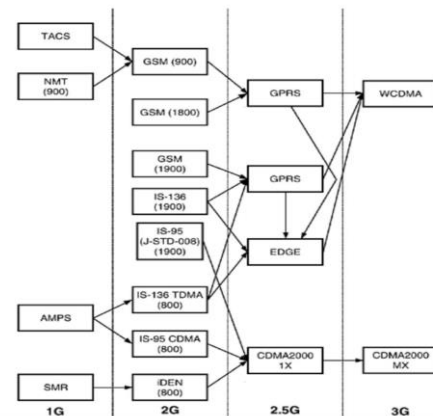 TACS
NMT
(900)
AMPS
SMR
1G
GSM (900)
GSM (1800)
GSM
(1900)
IS-136
(1900)
IS-95
(J-STD-008)
(1900)
IS-136 TDMA
(800)
IS-95 CDMA
(800)
iDEN
(800)
2G
GPRS
GPRS
EDGE
CDMA2000
1X
2.5G
WCDMA
CDMA2000
MX
3G